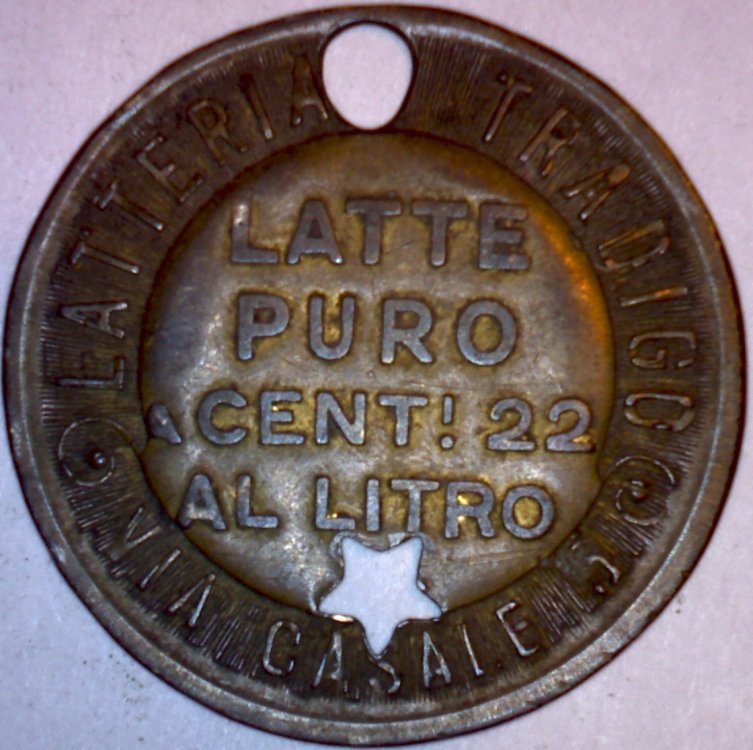 LATTERIA TRADIGO
LATTE
PURO
A CENT! 22
AL LITRO
VIA CASALE 5